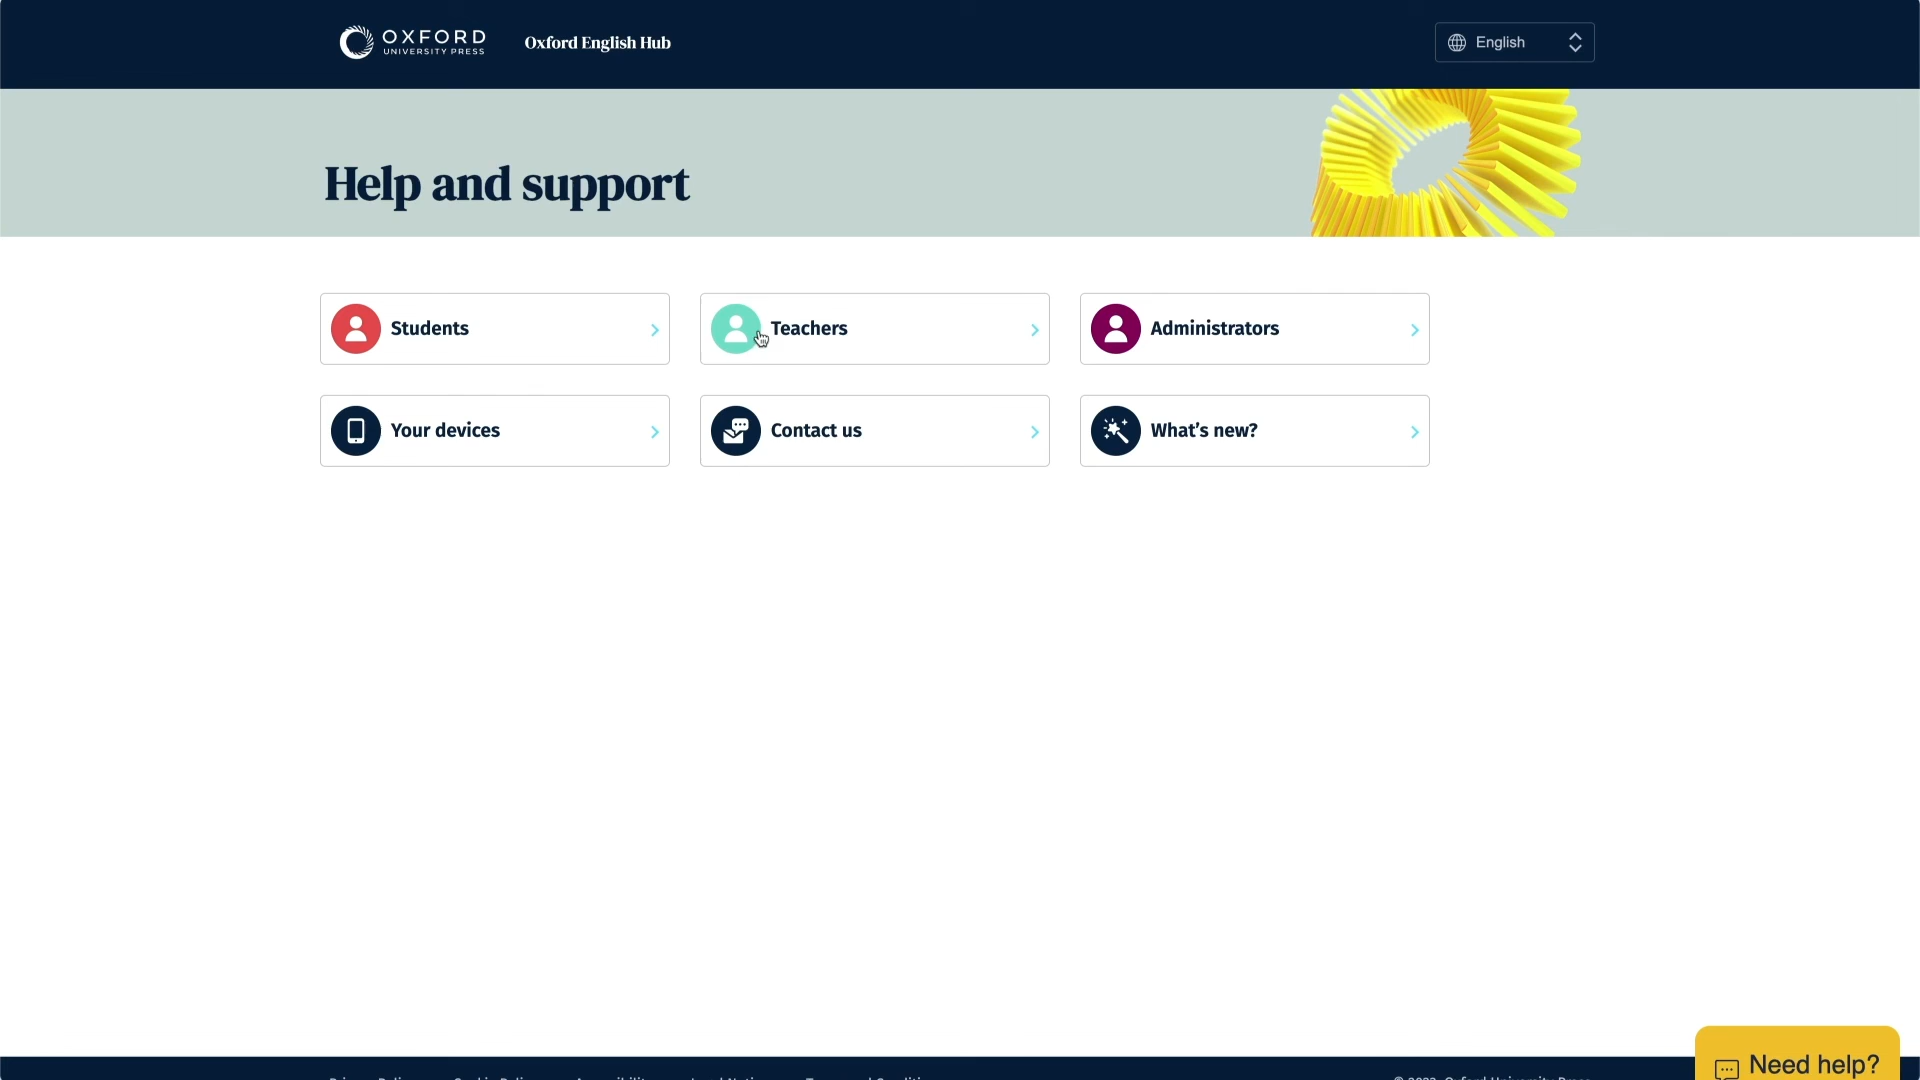 OXFORD
UNIVERSITY PRESS
Oxford English Hub
English
Help and support
Students
Teachers
Administrators
Your devices
Contact us
What's new?
Need help?